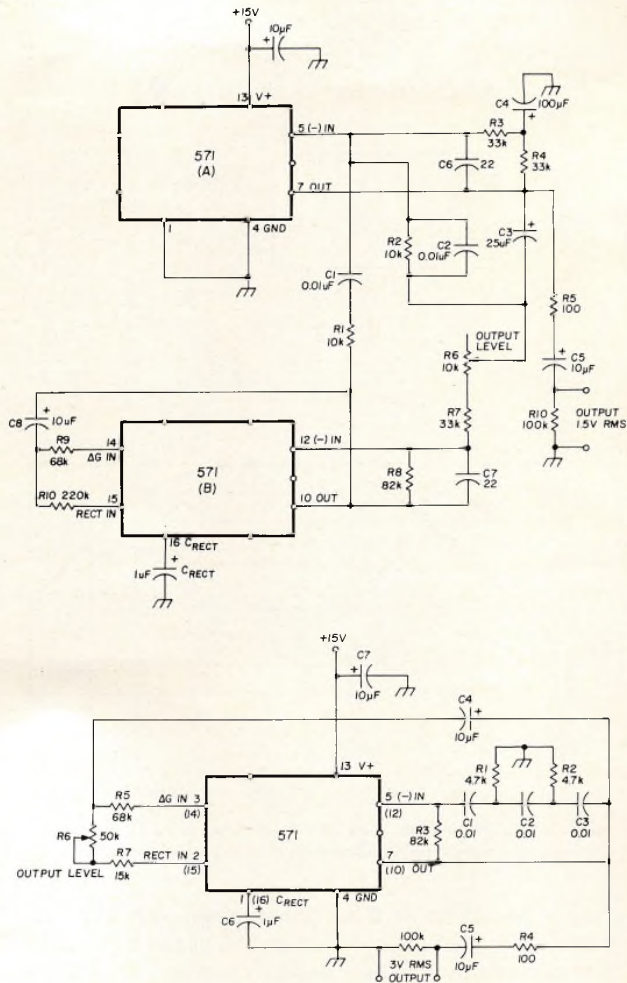 +15V
10µF
13 V+
C4
100µF
5 (-) IN
R3
33k
571
(A)
C6
22
R4
33k
7 OUT
1
4 GND
R2
10k
C2
0.01uF
C3
25uF
C1
0.01uF
R5
100
R1
10k
OUTPUT
LEVEL
R6
10k
C5
10µF
C8
10uF
R7
33k
R10
100k
OUTPUT
1.5V RMS
R9
68k
14
ΔG IN
12 (-) IN
571
(B)
R8
82k
C7
22
R10 220k
15
RECT IN
10 OUT
16 CRECT
1uF
CRECT
+15V
C7
10µF
C4
10µF
13 V+
R1
4.7k
R2
4.7k
R5
68k
ΔG IN 3
(14)
5 (-) IN
(12)
571
C1
0.01
C2
0.01
C3
0.01
R6
50k
R3
82k
OUTPUT LEVEL
R7
15k
RECT IN 2
(15)
7
(10) OUT
1 (16) CRECT
4 GND
C6
1µF
100k
C5
10µF
R4
100
3V RMS
OUTPUT